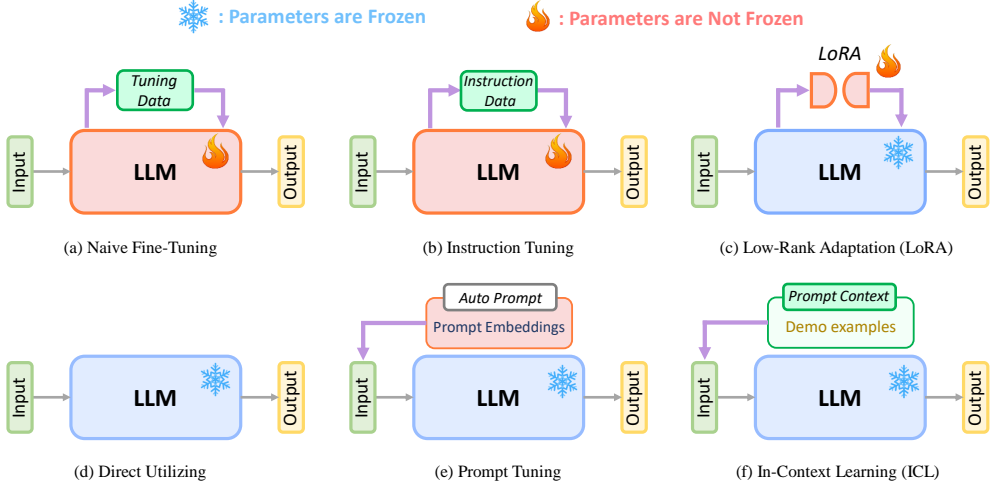 : Parameters are Frozen
: Parameters are Not Frozen
Tuning
Data
Input
LLM
Output
(a) Naive Fine-Tuning
Instruction
Data
Input
LLM
Output
(b) Instruction Tuning
LoRA
Input
LLM
Output
(c) Low-Rank Adaptation (LoRA)
Input
LLM
Output
(d) Direct Utilizing
Auto Prompt
Prompt Embeddings
Input
LLM
Output
(e) Prompt Tuning
Prompt Context
Demo examples
Input
LLM
Output
(f) In-Context Learning (ICL)